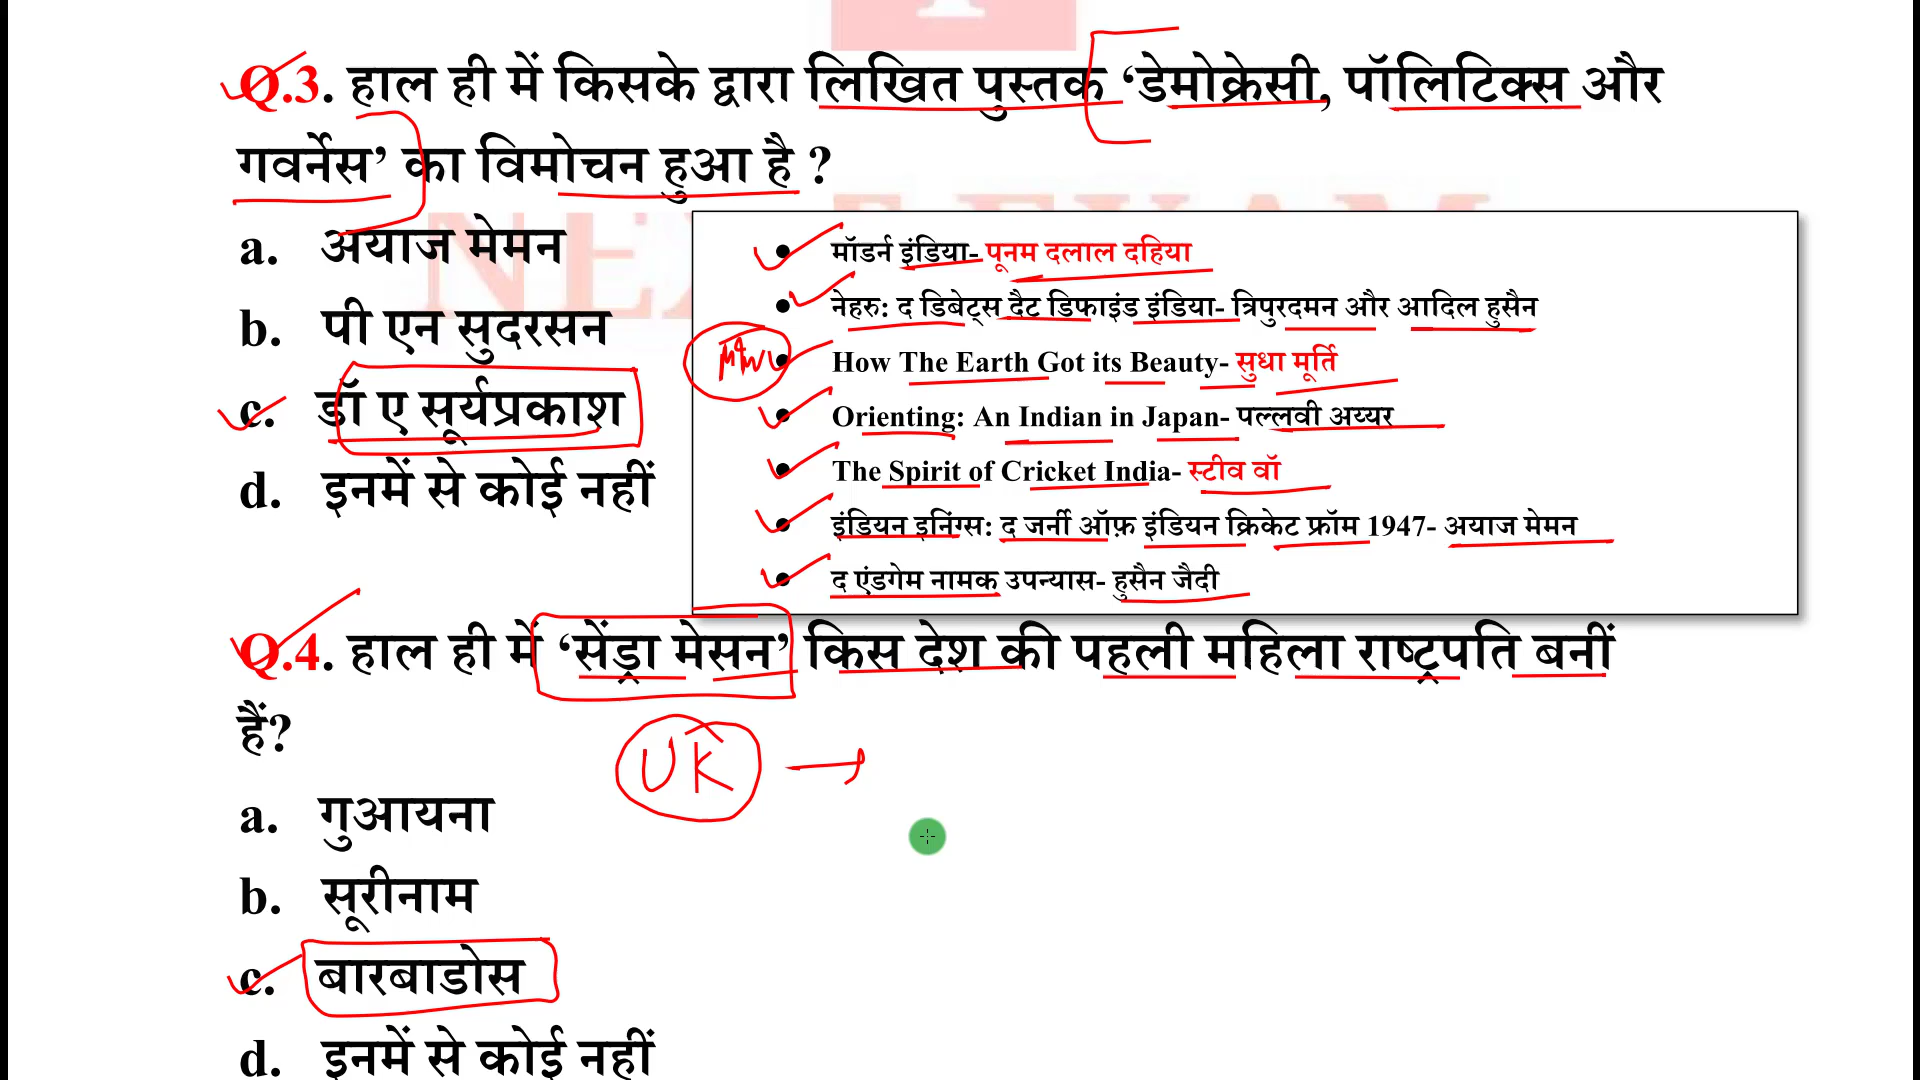 Q.3. हाल ही में किसके द्वारा लिखित पुस्तक ‘डेमोक्रेसी, पॉलिटिक्स और
गवर्नेस’ का विमोचन हुआ है ?
a. अयाज मेमन
b. पी एन सुदरसन
c. डॉ ए सूर्यप्रकाश
d. इनमें से कोई नहीं
• मॉडर्न इंडिया- पूनम दलाल दहिया
• नेहरु: द डिबेट्स दैट डिफाइंड इंडिया- त्रिपुरदमन और आदिल हुसैन
• How The Earth Got its Beauty- सुधा मूर्ति
• Orienting: An Indian in Japan- पल्लवी अय्यर
• The Spirit of Cricket India- स्टीव वॉ
• इंडियन इनिंग्स: द जर्नी ऑफ़ इंडियन क्रिकेट फ्रॉम 1947- अयाज मेमन
• द एंडगेम नामक उपन्यास- हुसैन जैदी
Q.4. हाल ही में ‘सेंड्रा मेसन’ किस देश की पहली महिला राष्ट्रपति बनीं
हैं?
UK
a. गुआयना
b. सूरीनाम
c. बारबाडोस
d. इनमें से कोई नहीं